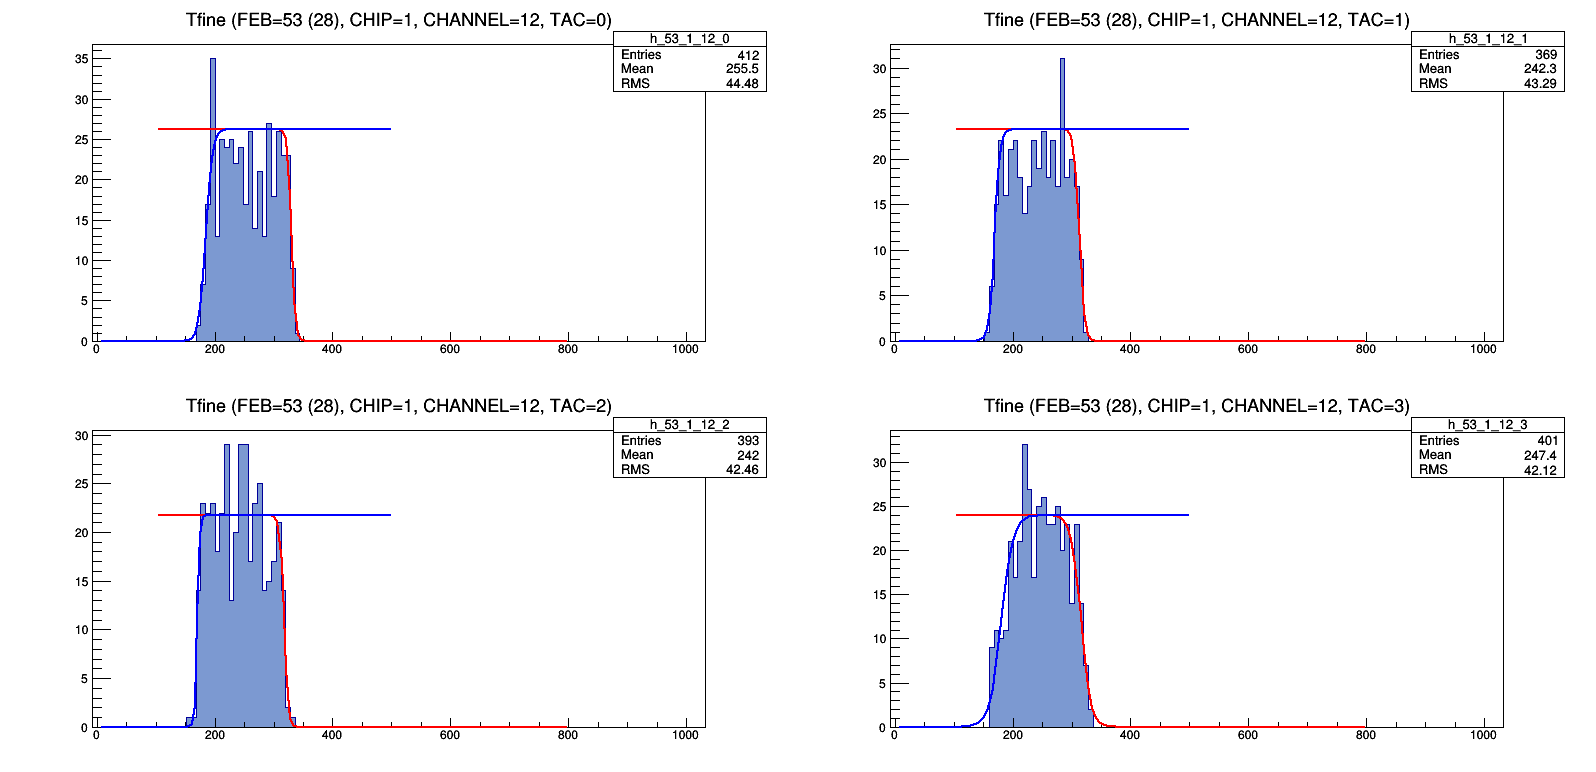 Tfine (FEB=53 (28), CHIP=1, CHANNEL=12, TAC=0)
h_53_1_12_0
Entries 412
Mean 255.5
RMS 44.48
35
30
25
20
15
10
5
0
0 200 400 600 800 1000
Tfine (FEB=53 (28), CHIP=1, CHANNEL=12, TAC=1)
h_53_1_12_1
Entries 369
Mean 242.3
RMS 43.29
30
25
20
15
10
5
0
0 200 400 600 800 1000
Tfine (FEB=53 (28), CHIP=1, CHANNEL=12, TAC=2)
h_53_1_12_2
Entries 393
Mean 242
RMS 42.46
30
25
20
15
10
5
0
0 200 400 600 800 1000
Tfine (FEB=53 (28), CHIP=1, CHANNEL=12, TAC=3)
h_53_1_12_3
Entries 401
Mean 247.4
RMS 42.12
30
25
20
15
10
5
0
0 200 400 600 800 1000